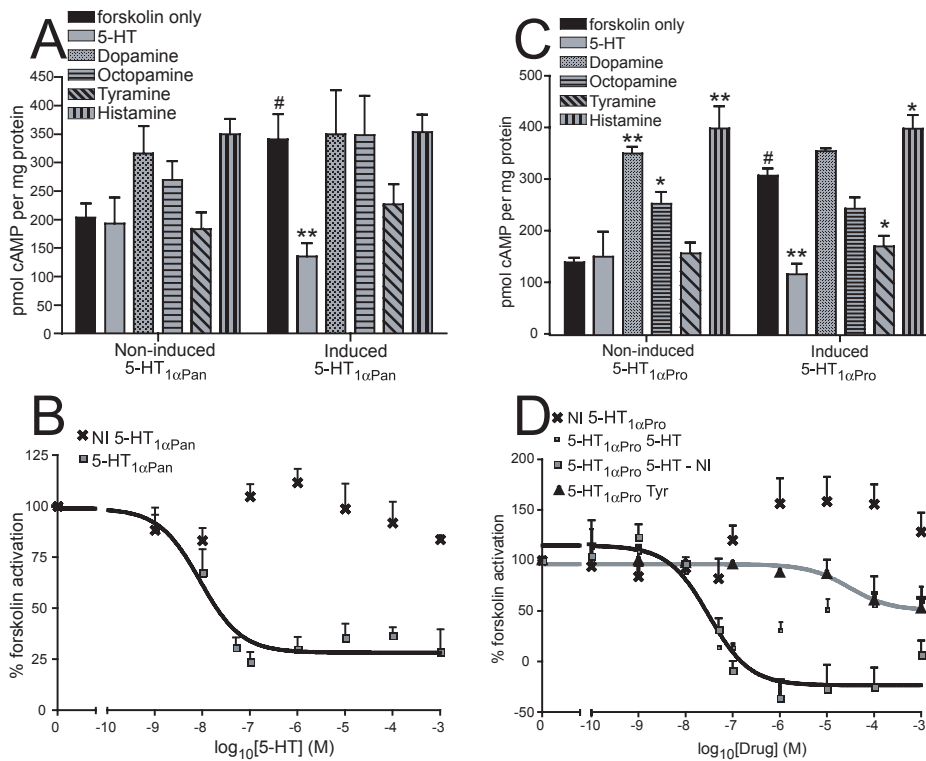 A
forskolin only
5-HT
Dopamine
Octopamine
Tyramine
Histamine
pmol cAMP per mg protein
450
400
350
300
250
200
150
100
50
0
#
**
Non-induced
5-HT1αPan
Induced
5-HT1αPan
C
forskolin only
5-HT
Dopamine
Octopamine
Tyramine
Histamine
pmol cAMP per mg protein
500
400
300
200
100
0
**
*
**
#
**
*
*
Non-induced
5-HT1αPro
Induced
5-HT1αPro
B
NI 5-HT1αPan
5-HT1αPan
% forskolin activation
125
100
75
50
25
0
0 -10 -9 -8 -7 -6 -5 -4 -3
log10[5-HT] (M)
D
NI 5-HT1αPro
5-HT1αPro 5-HT
5-HT1αPro 5-HT - NI
5-HT1αPro Tyr
% forskolin activation
200
150
100
50
0
-50
0 -10 -9 -8 -7 -6 -5 -4 -3
log10[Drug] (M)